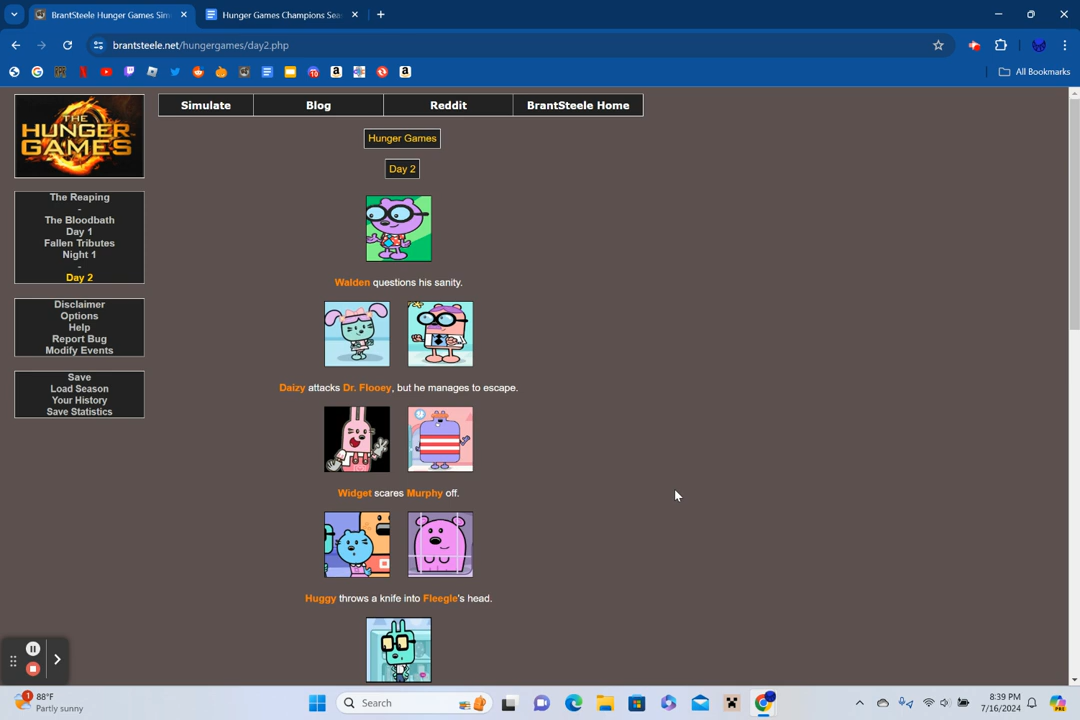 BrantSteele Hunger Games Sim
Hunger Games Champions Sea
brantsteele.net/hungergames/day2.php
All Bookmarks
THE
HUNGER
GAMES
Simulate
Blog
Reddit
BrantSteele Home
Hunger Games
Day 2
The Reaping
-
The Bloodbath
Day 1
Fallen Tributes
Night 1
-
Day 2
Disclaimer
Options
Help
Report Bug
Modify Events
Save
Load Season
Your History
Save Statistics
Walden questions his sanity.
Daizy attacks Dr. Flooey, but he manages to escape.
Widget scares Murphy off.
Huggy throws a knife into Fleegle's head.
1
88°F
Partly sunny
Search
8:39 PM
7/16/2024